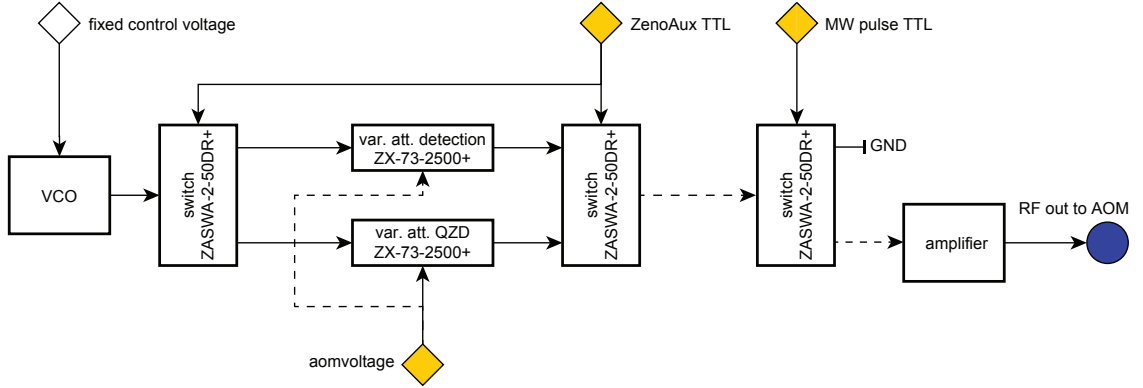 fixed control voltage
ZenoAux TTL
MW pulse TTL
VCO
switch
ZASWA-2-50DR+
var. att. detection
ZX-73-2500+
var. att. QZD
ZX-73-2500+
switch
ZASWA-2-50DR+
switch
ZASWA-2-50DR+
GND
amplifier
RF out to AOM
aomvoltage